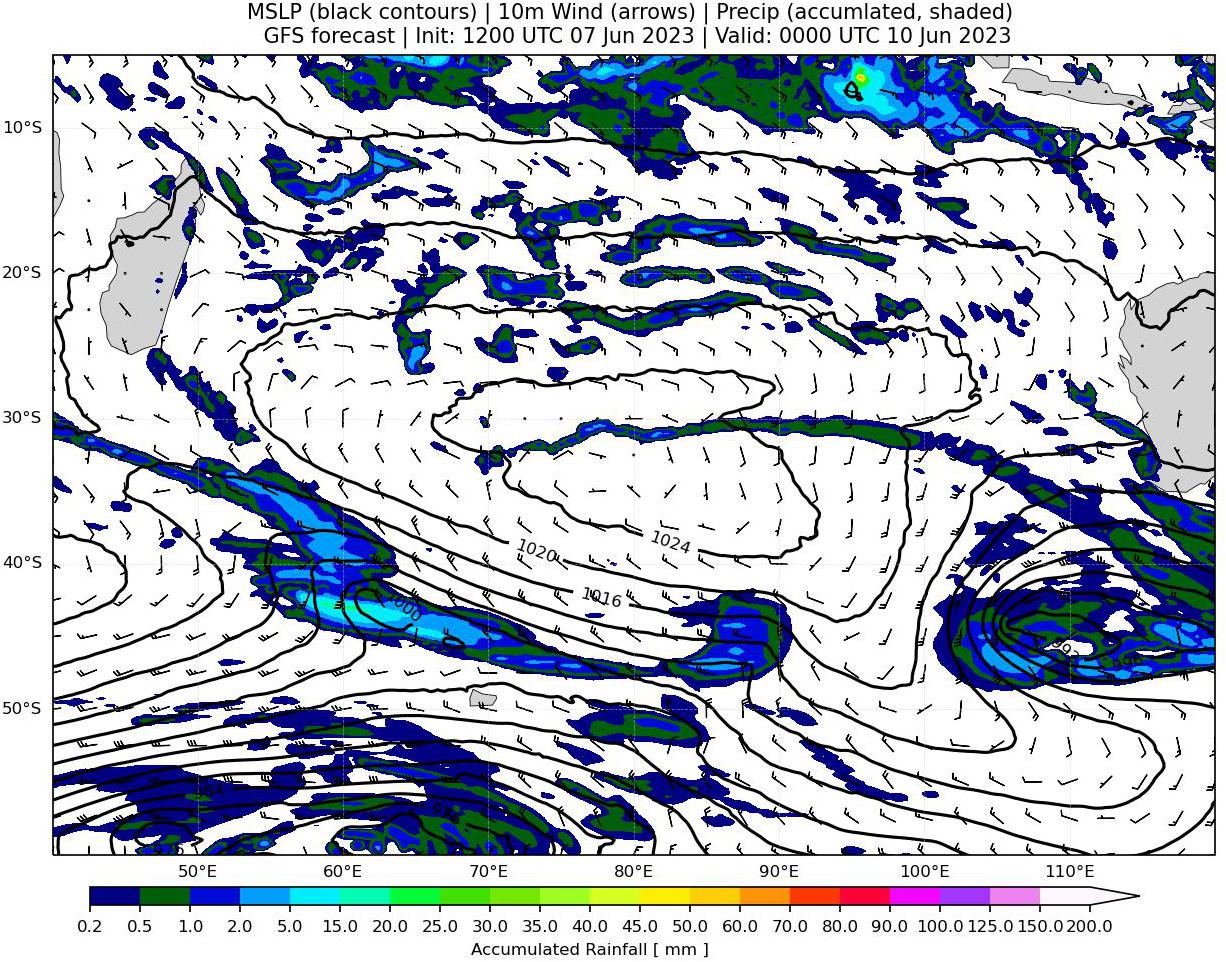 MSLP (black contours) | 10m Wind (arrows) | Precip (accumlated, shaded)
GFS forecast | Init: 1200 UTC 07 Jun 2023 | Valid: 0000 UTC 10 Jun 2023
10°S
20°S
30°S
1024
1020
40°S
1016
1000
992
996
50°S
984
976
50°E 60°E 70°E 80°E 90°E 100°E 110°E
0.2 0.5 1.0 2.0 5.0 15.0 20.0 25.0 30.0 35.0 40.0 45.0 50.0 60.0 70.0 80.0 90.0 100.0 125.0 150.0 200.0
Accumulated Rainfall [ mm ]